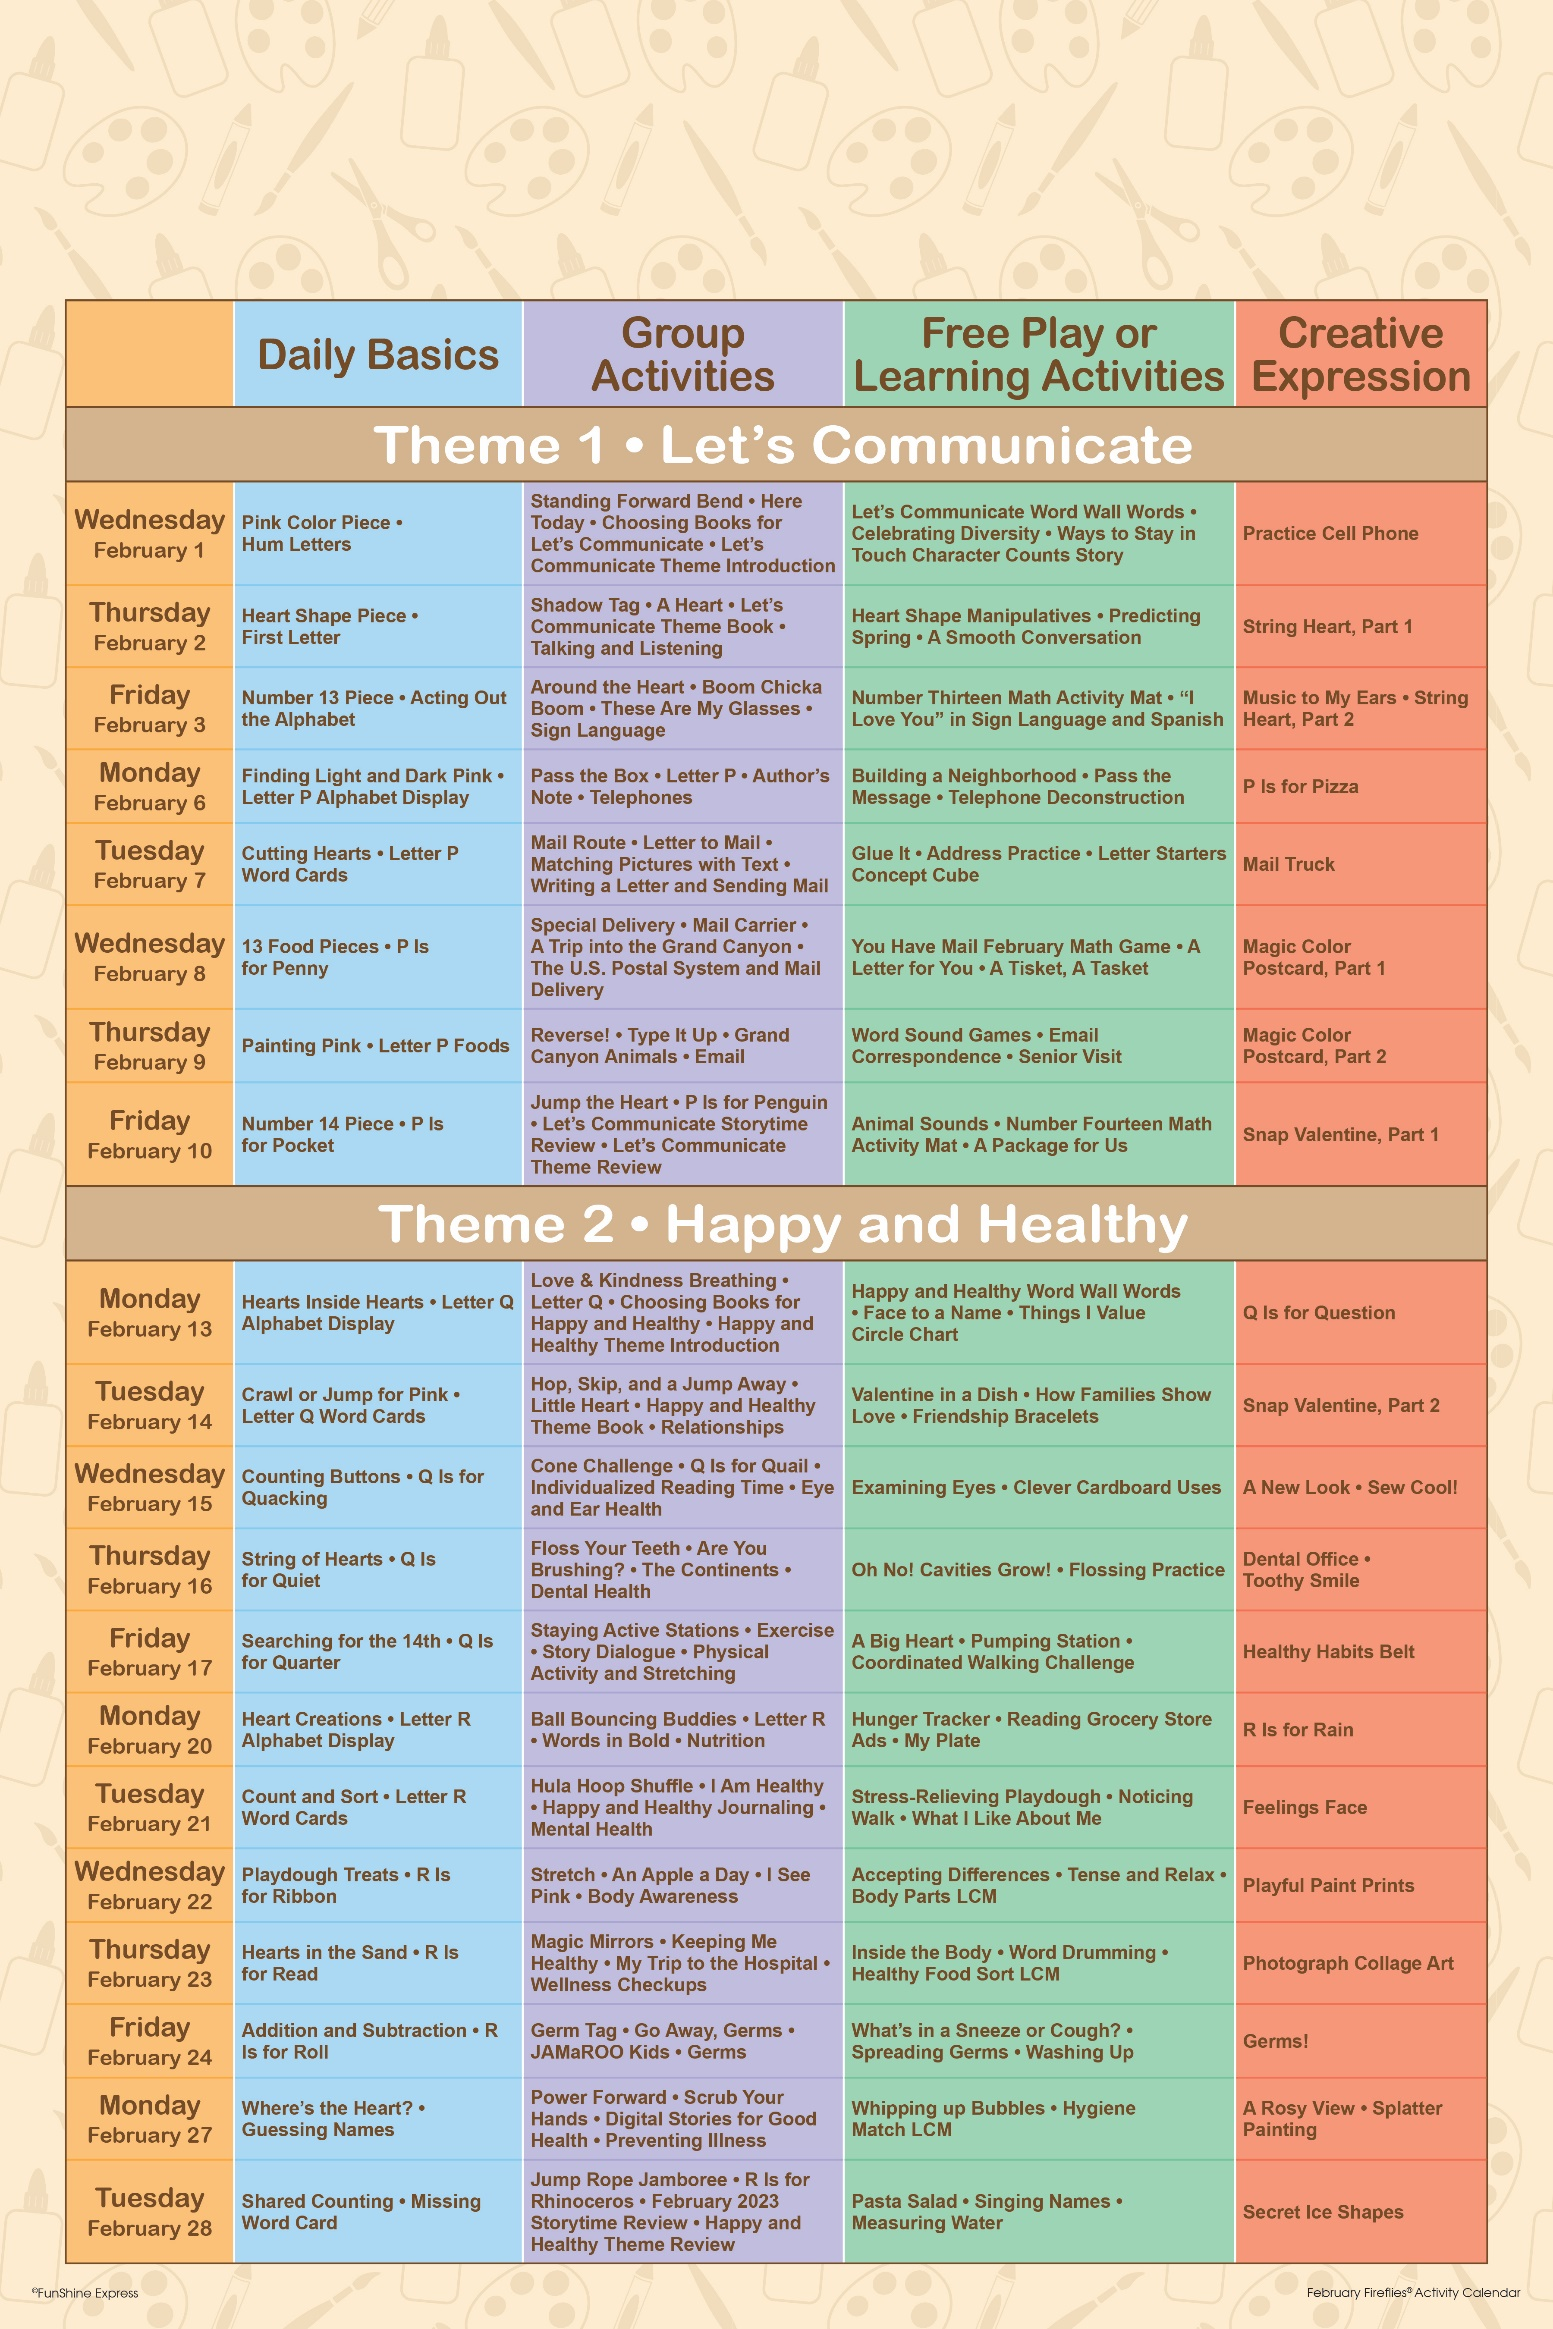 Daily Basics
Group
Activities
Free Play or
Learning Activities
Creative
Expression
Theme 1 • Let’s Communicate
Wednesday
February 1
Pink Color Piece •
Hum Letters
Standing Forward Bend • Here
Today • Choosing Books for
Let’s Communicate • Let’s
Communicate Theme Introduction
Let’s Communicate Word Wall Words •
Celebrating Diversity • Ways to Stay in
Touch Character Counts Story
Practice Cell Phone
Thursday
February 2
Heart Shape Piece •
First Letter
Shadow Tag • A Heart • Let’s
Communicate Theme Book •
Talking and Listening
Heart Shape Manipulatives • Predicting
Spring • A Smooth Conversation
String Heart, Part 1
Friday
February 3
Number 13 Piece • Acting Out
the Alphabet
Around the Heart • Boom Chicka
Boom • These Are My Glasses •
Sign Language
Number Thirteen Math Activity Mat • “I
Love You” in Sign Language and Spanish
Music to My Ears • String
Heart, Part 2
Monday
February 6
Finding Light and Dark Pink •
Letter P Alphabet Display
Pass the Box • Letter P • Author’s
Note • Telephones
Building a Neighborhood • Pass the
Message • Telephone Deconstruction
P Is for Pizza
Tuesday
February 7
Cutting Hearts • Letter P
Word Cards
Mail Route • Letter to Mail •
Matching Pictures with Text •
Writing a Letter and Sending Mail
Glue It • Address Practice • Letter Starters
Concept Cube
Mail Truck
Wednesday
February 8
13 Food Pieces • P Is
for Penny
Special Delivery • Mail Carrier •
A Trip into the Grand Canyon •
The U.S. Postal System and Mail
Delivery
You Have Mail February Math Game • A
Letter for You • A Tisket, A Tasket
Magic Color
Postcard, Part 1
Thursday
February 9
Painting Pink • Letter P Foods
Reverse! • Type It Up • Grand
Canyon Animals • Email
Word Sound Games • Email
Correspondence • Senior Visit
Magic Color
Postcard, Part 2
Friday
February 10
Number 14 Piece • P Is
for Pocket
Jump the Heart • P Is for Penguin
• Let’s Communicate Storytime
Review • Let’s Communicate
Theme Review
Animal Sounds • Number Fourteen Math
Activity Mat • A Package for Us
Snap Valentine, Part 1
Theme 2 • Happy and Healthy
Monday
February 13
Hearts Inside Hearts • Letter Q
Alphabet Display
Love & Kindness Breathing •
Letter Q • Choosing Books for
Happy and Healthy • Happy and
Healthy Theme Introduction
Happy and Healthy Word Wall Words
• Face to a Name • Things I Value
Circle Chart
Q Is for Question
Tuesday
February 14
Crawl or Jump for Pink •
Letter Q Word Cards
Hop, Skip, and a Jump Away •
Little Heart • Happy and Healthy
Theme Book • Relationships
Valentine in a Dish • How Families Show
Love • Friendship Bracelets
Snap Valentine, Part 2
Wednesday
February 15
Counting Buttons • Q Is for
Quacking
Cone Challenge • Q Is for Quail •
Individualized Reading Time • Eye
and Ear Health
Examining Eyes • Clever Cardboard Uses
A New Look • Sew Cool!
Thursday
February 16
String of Hearts • Q Is
for Quiet
Floss Your Teeth • Are You
Brushing? • The Continents •
Dental Health
Oh No! Cavities Grow! • Flossing Practice
Dental Office •
Toothy Smile
Friday
February 17
Searching for the 14th • Q Is
for Quarter
Staying Active Stations • Exercise
• Story Dialogue • Physical
Activity and Stretching
A Big Heart • Pumping Station •
Coordinated Walking Challenge
Healthy Habits Belt
Monday
February 20
Heart Creations • Letter R
Alphabet Display
Ball Bouncing Buddies • Letter R
• Words in Bold • Nutrition
Hunger Tracker • Reading Grocery Store
Ads • My Plate
R Is for Rain
Tuesday
February 21
Count and Sort • Letter R
Word Cards
Hula Hoop Shuffle • I Am Healthy
• Happy and Healthy Journaling •
Mental Health
Stress-Relieving Playdough • Noticing
Walk • What I Like About Me
Feelings Face
Wednesday
February 22
Playdough Treats • R Is
for Ribbon
Stretch • An Apple a Day • I See
Pink • Body Awareness
Accepting Differences • Tense and Relax •
Body Parts LCM
Playful Paint Prints
Thursday
February 23
Hearts in the Sand • R Is
for Read
Magic Mirrors • Keeping Me
Healthy • My Trip to the Hospital •
Wellness Checkups
Inside the Body • Word Drumming •
Healthy Food Sort LCM
Photograph Collage Art
Friday
February 24
Addition and Subtraction • R
Is for Roll
Germ Tag • Go Away, Germs •
JAMaROO Kids • Germs
What’s in a Sneeze or Cough? •
Spreading Germs • Washing Up
Germs!
Monday
February 27
Where’s the Heart? •
Guessing Names
Power Forward • Scrub Your
Hands • Digital Stories for Good
Health • Preventing Illness
Whipping up Bubbles • Hygiene
Match LCM
A Rosy View • Splatter
Painting
Tuesday
February 28
Shared Counting • Missing
Word Card
Jump Rope Jamboree • R Is for
Rhinoceros • February 2023
Storytime Review • Happy and
Healthy Theme Review
Pasta Salad • Singing Names •
Measuring Water
Secret Ice Shapes
©FunShine Express
February Fireflies® Activity Calendar